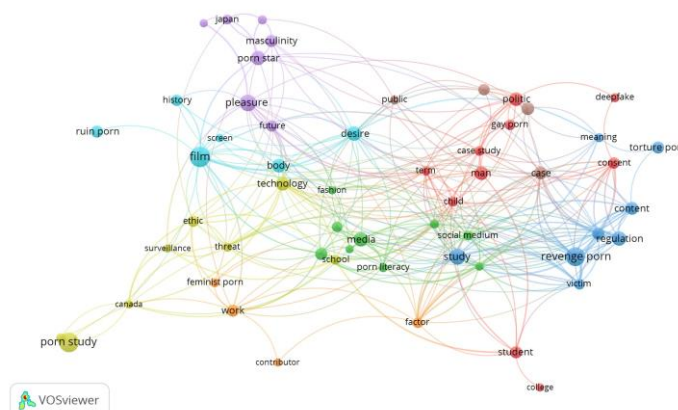 japan
masculinity
porn star
history
pleasure
public
politic
deepfake
ruin porn
screen
future
desire
gay porn
meaning
film
body
case study
torture por
technology
fashion
term
man
case
consent
child
ethic
content
surveillance
threat
media
social medium
regulation
school
porn literacy
study
revenge porn
feminist porn
victim
canada
work
factor
porn study
contributor
student
college
VOSviewer